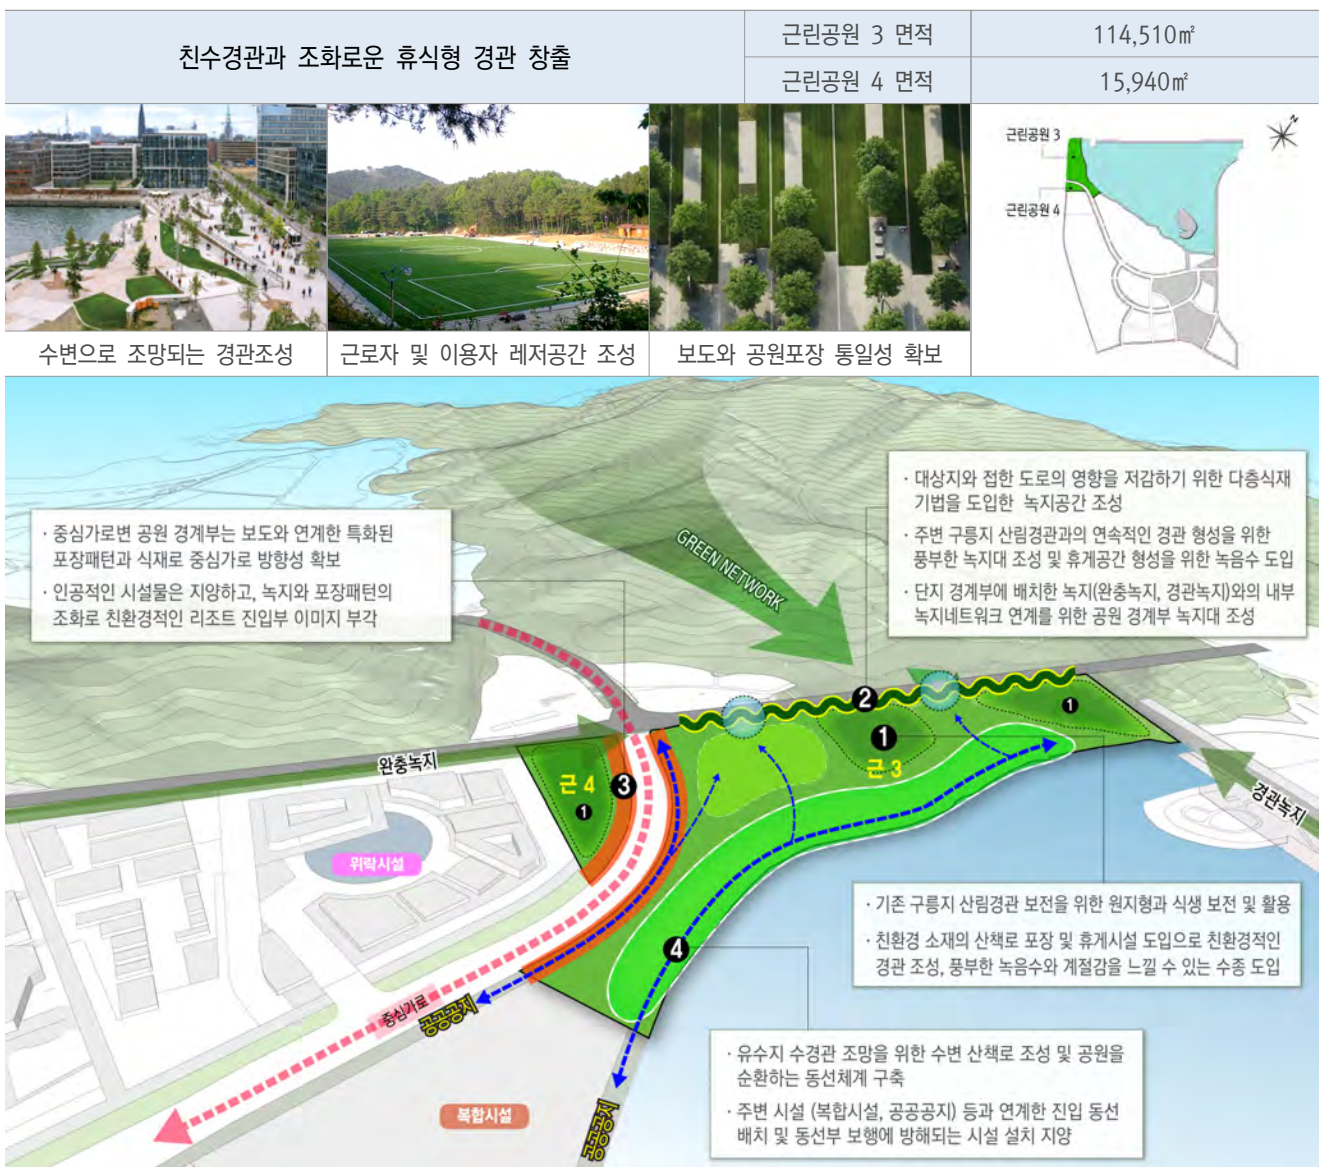 친수경관과 조화로운 휴식형 경관 창출
근린공원 3 면적
114,510㎡
근린공원 4 면적
15,940㎡
근린공원 3
근린공원 4
N
수변으로 조망되는 경관조성
근로자 및 이용자 레저공간 조성
보도와 공원포장 통일성 확보
· 대상지와 접한 도로의 영향을 저감하기 위한 다층식재
기법을 도입한 녹지공간 조성
· 주변 구릉지 산림경관과의 연속적인 경관 형성을 위한
풍부한 녹지대 조성 및 휴게공간 형성을 위한 녹음수 도입
· 단지 경계부에 배치한 녹지(완충녹지, 경관녹지)와의 내부
녹지네트워크 연계를 위한 공원 경계부 녹지대 조성
· 중심가로변 공원 경계부는 보도와 연계한 특화된
포장패턴과 식재로 중심가로 방향성 확보
· 인공적인 시설물은 지양하고, 녹지와 포장패턴의
조화로 친환경적인 리조트 진입부 이미지 부각
GREEN NETWORK
2
1
1
근 3
완충녹지
근 4
3
1
경관녹지
위락시설
· 기존 구릉지 산림경관 보전을 위한 원지형과 식생 보전 및 활용
· 친환경 소재의 산책로 포장 및 휴게시설 도입으로 친환경적인
경관 조성, 풍부한 녹음수와 계절감을 느낄 수 있는 수종 도입
4
중심가로
공공공지
· 유수지 수경관 조망을 위한 수변 산책로 조성 및 공원을
순환하는 동선체계 구축
· 주변 시설 (복합시설, 공공공지) 등과 연계한 진입 동선
배치 및 동선부 보행에 방해되는 시설 설치 지양
복합시설
공공공지